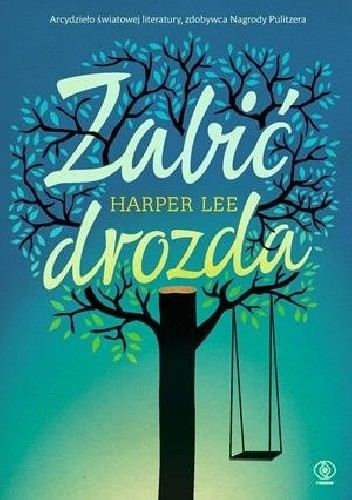 Arcydzieło światowej literatury, zdobywca Nagrody Pulitzera
Zabić
HARPER LEE
drozda